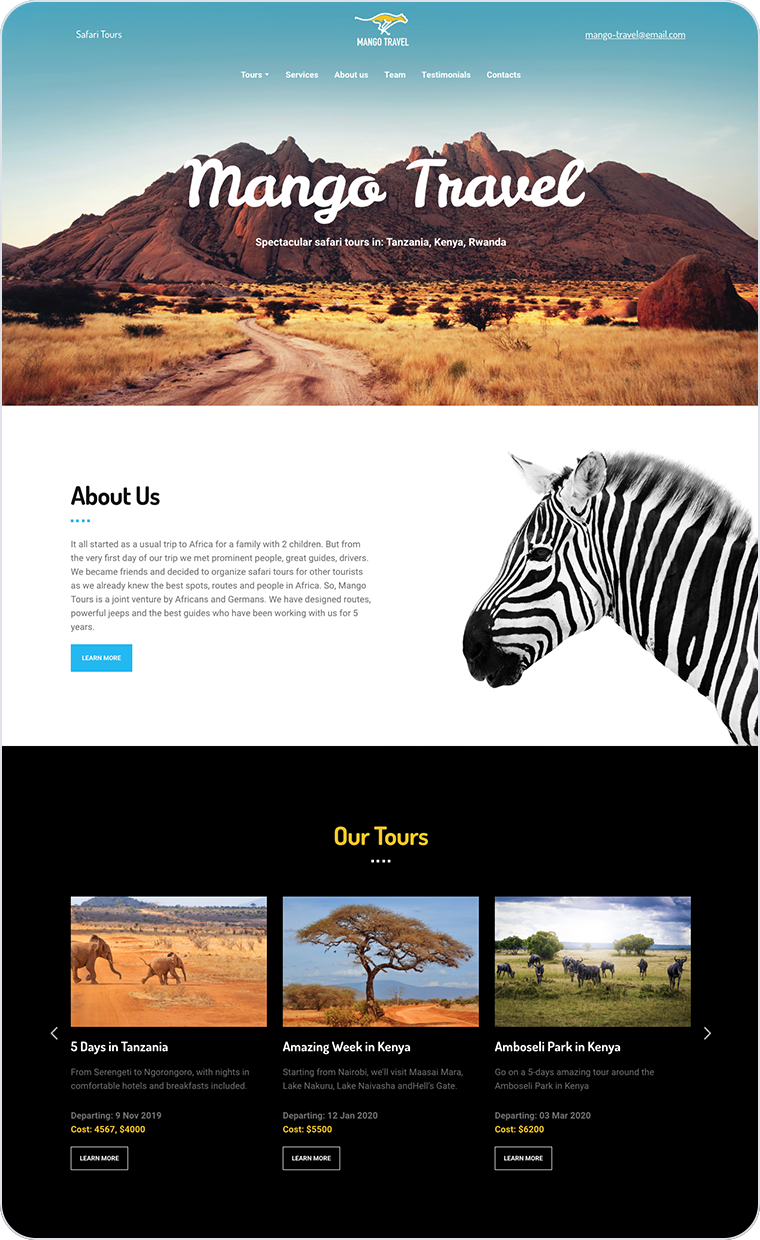 Safari Tours
MANGO TRAVEL
mango-travel@email.com
Tours Services About us Team Testimonials Contacts
Mango Travel
Spectacular safari tours in: Tanzania, Kenya, Rwanda
About Us
It all started as a usual trip to Africa for a family with 2 children. But from
the very first day of our trip we met prominent people, great guides, drivers.
We became friends and decided to organize safari tours for other tourists
as we already knew the best spots, routes and people in Africa. So, Mango
Tours is a joint venture by Africans and Germans. We have designed routes,
powerful jeeps and the best guides who have been working with us for 5
years.
LEARN MORE
Our Tours
5 Days in Tanzania
From Serengeti to Ngorongoro, with nights in
comfortable hotels and breakfasts included.
Departing: 9 Nov 2019
Cost: 4567, $4000
LEARN MORE
Amazing Week in Kenya
Starting from Nairobi, we'll visit Maasai Mara,
Lake Nakuru, Lake Naivasha andHell's Gate.
Departing: 12 Jan 2020
Cost: $5500
LEARN MORE
Amboseli Park in Kenya
Go on a 5-days amazing tour around the
Amboseli Park in Kenya
Departing: 03 Mar 2020
Cost: $6200
LEARN MORE